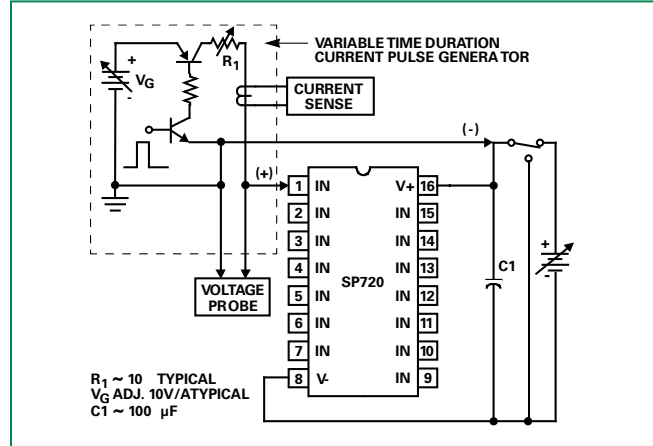 VARIABLE TIME DURATION
CURRENT PULSE GENERATOR
+
VG
-
R1
CURRENT
SENSE
(-)
(+)
1 IN V+ 16
2 IN IN 15
3 IN IN 14
4 IN IN 13
5 IN IN 12
6 IN IN 11
7 IN IN 10
8 V- IN 9
SP720
C1
+
-
VOLTAGE
PROBE
R1 ~ 10 TYPICAL
VG ADJ. 10V/ATYPICAL
C1 ~ 100 µF